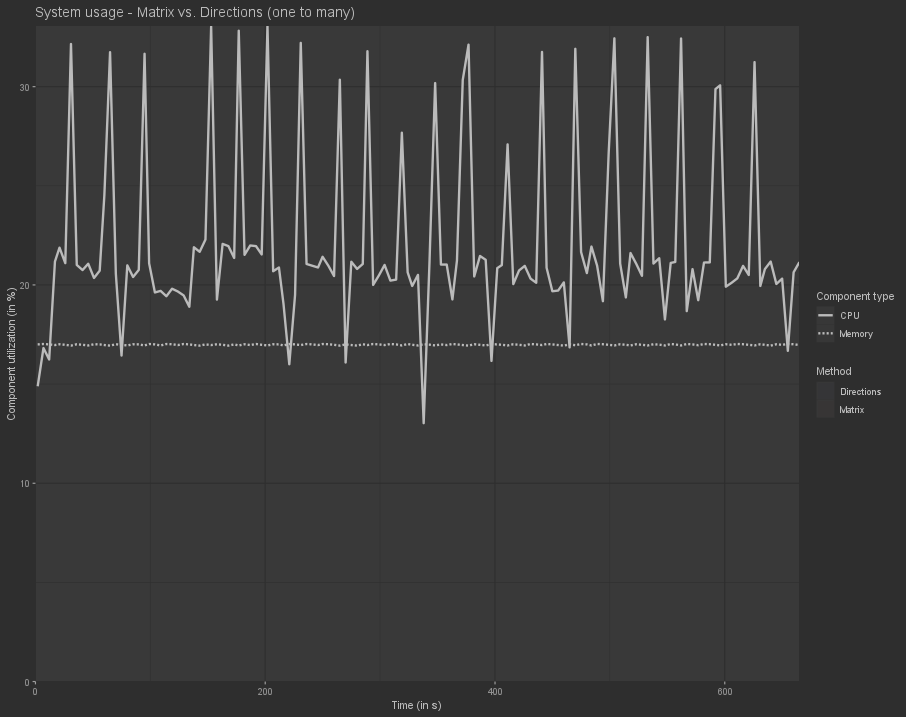 System usage - Matrix vs. Directions (one to many)
30
20
10
0
0
200
400
600
Component utilization (in %)
Time (in s)
Component type
CPU
Memory
Method
Directions
Matrix